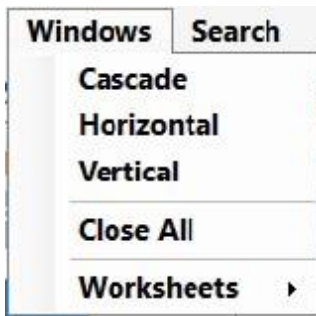 Windows Search
Cascade
Horizontal
Vertical
Close All
Worksheets